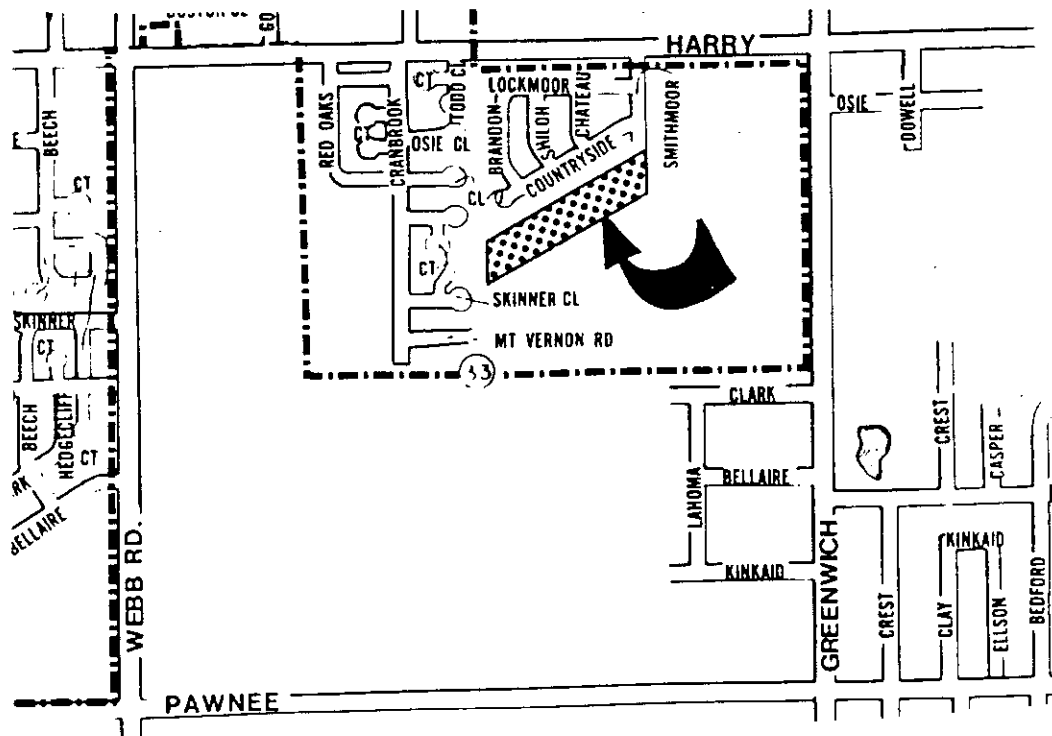 HARRY
LOCKMOOR
CT
TODD CL
RED OAKS
CT
CRANBROOK
OSIE CL
BRANDON
SHILOH
CHATEAU
COUNTRYSIDE
SMITHMOOR
OSIE
DOWELL
BEECH
CT
CL
CT
SKINNER CL
MT VERNON RD
33
SKINNER
CT
BEECH
HEDGECLIFF
CT
BELLAIRE
CLARK
LAHOMA
BELLAIRE
KINKAID
CREST
CASPER
WEBB RD.
GREENWICH
CREST
CLAY
KINKAID
ELLSON
BEDFORD
PAWNEE